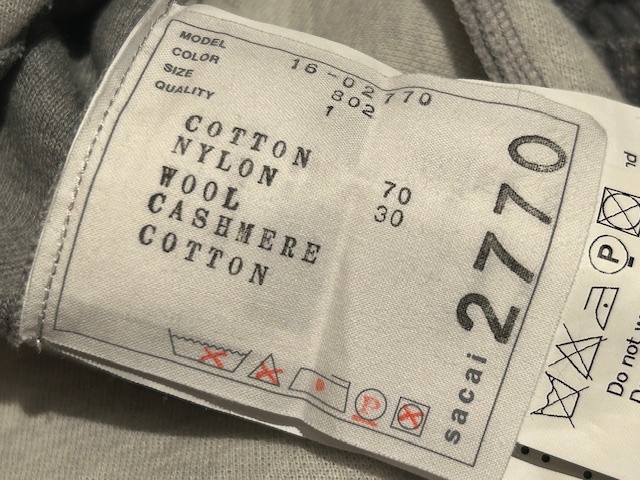 MODEL 16-02770
COLOR 802
SIZE 1
QUALITY
COTTON
NYLON
WOOL 70
CASHMERE 30
COTTON
sacai 2770
P
P
Do not